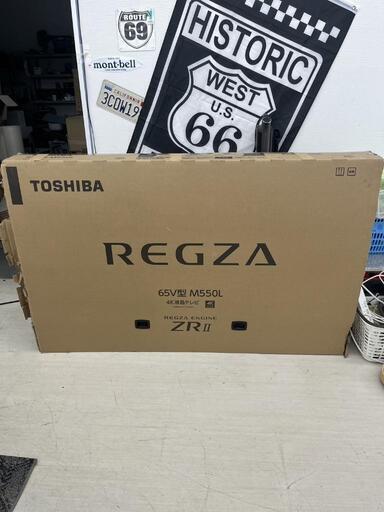 ROUTE
69
mont-bell
CALIFORNIA
3COW19
HISTORIC
WEST
U.S.
66
TOSHIBA
REGZA
65V型 M550L
4K液晶テレビ
REGZA ENGINE
ZRII